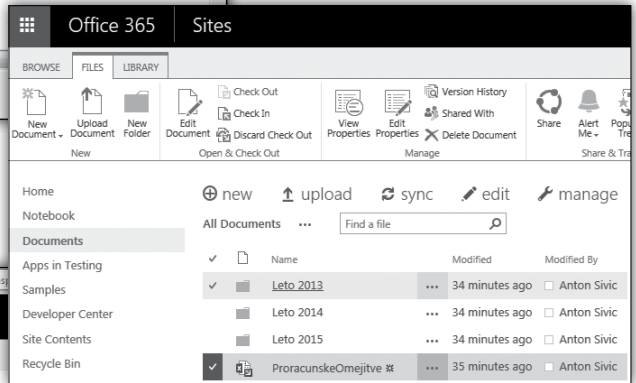 Office 365 Sites
BROWSE FILES LIBRARY
New Document
Upload Document
New Folder
New
Edit Document
Check Out
Check In
Discard Check Out
Open & Check Out
View Properties
Edit Properties
Version History
Shared With
Delete Document
Manage
Share
Alert Me
Popu
Tre
Share & Tra
Home
Notebook
Documents
Apps in Testing
Samples
Developer Center
Site Contents
Recycle Bin
new upload sync edit manage
All Documents ... Find a file
Name Modified Modified By
Leto 2013 ... 34 minutes ago Anton Sivic
Leto 2014 ... 34 minutes ago Anton Sivic
Leto 2015 ... 34 minutes ago Anton Sivic
ProracunskeOmejitve ... 35 minutes ago Anton Sivic